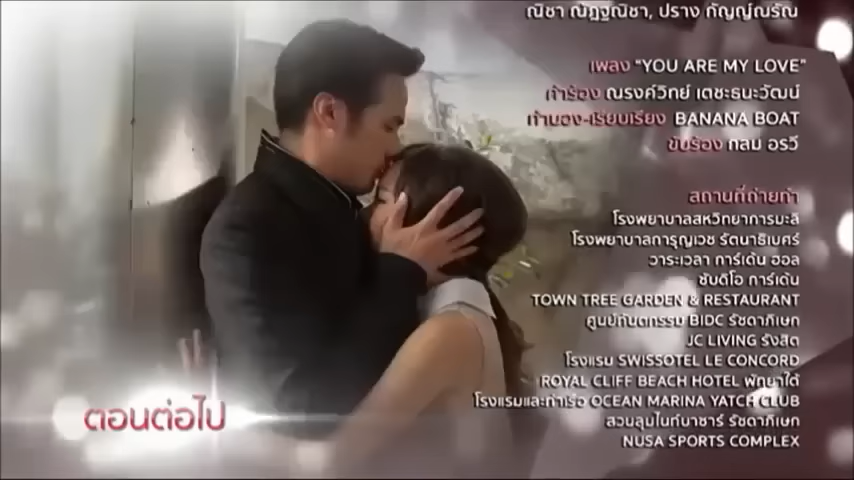 ณิชา ณัฏฐณิชา, ปราง กัญญ์ณรัณ
เพลง "YOU ARE MY LOVE"
คำร้อง ณรงค์วิทย์ เตชะธนะวัฒน์
ทำนอง-เรียบเรียง BANANA BOAT
ขับร้อง กลม อรวี
สถานที่ถ่ายทำ
โรงพยาบาลสหวิทยาการมะลิ
โรงพยาบาลการุญเวช รัตนาธิเบศร์
วาระเวลา การ์เด้น ฮอล
ชับดิโอ การ์เด้น
TOWN TREE GARDEN & RESTAURANT
ศูนย์ทันตกรรม BIDC รัชดาภิเษก
JC LIVING รังสิต
โรงแรม SWISSOTEL LE CONCORD
ROYAL CLIFF BEACH HOTEL พัทยาใต้
โรงแรมและท่าเรือ OCEAN MARINA YATCH CLUB
สวนลุมไนท์บาซาร์ รัชดาภิเษก
NUSA SPORTS COMPLEX
ตอนต่อไป